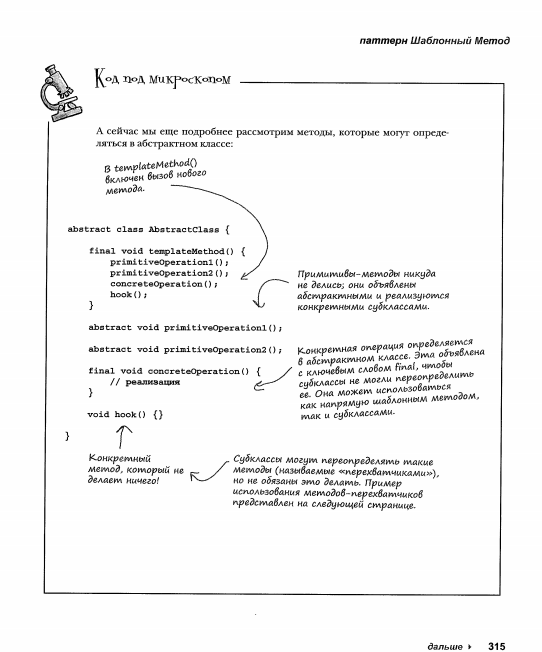 паттерн Шаблонный Метод
Код под микроскопом
А сейчас мы еще подробнее рассмотрим методы, которые могут опреде-
ляться в абстрактном классе:
В templateMethod()
включен вызов нового
метода.
abstract class AbstractClass {
final void templateMethod() {
primitiveOperation1();
primitiveOperation2();
concreteOperation();
hook();
}
Примитивы-методы никуда
не делись; они объявлены
абстрактными и реализуются
конкретными субклассами.
abstract void primitiveOperation1();
abstract void primitiveOperation2();
final void concreteOperation() {
// реализация
}
Конкретная операция определяется
в абстрактном классе. Эта объявлена
с ключевым словом final, чтобы
субклассы не могли переопределить
ее. Она может использоваться
как напрямую шаблонным методом,
так и субклассами.
void hook() {}
}
Конкретный
метод, который не
делает ничего!
Субклассы могут переопределять такие
методы (называемые «перехватчиками»),
но не обязаны это делать. Пример
использования методов-перехватчиков
представлен на следующей странице.
дальше ▸ 315